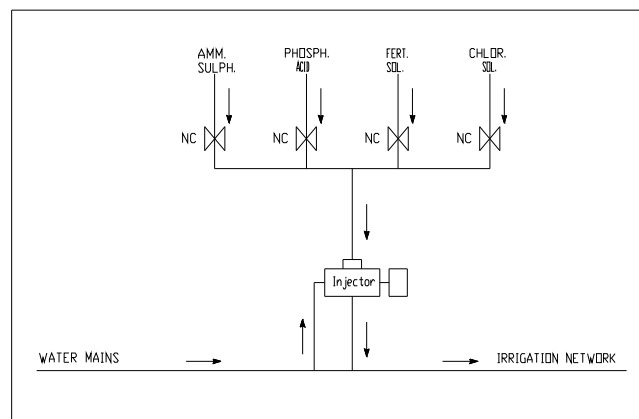 AMM. SULPH.
PHOSPH. ACID
FERT. SOL.
CHLOR. SOL.
NC
NC
NC
NC
Injector
WATER MAINS
IRRIGATION NETWORK